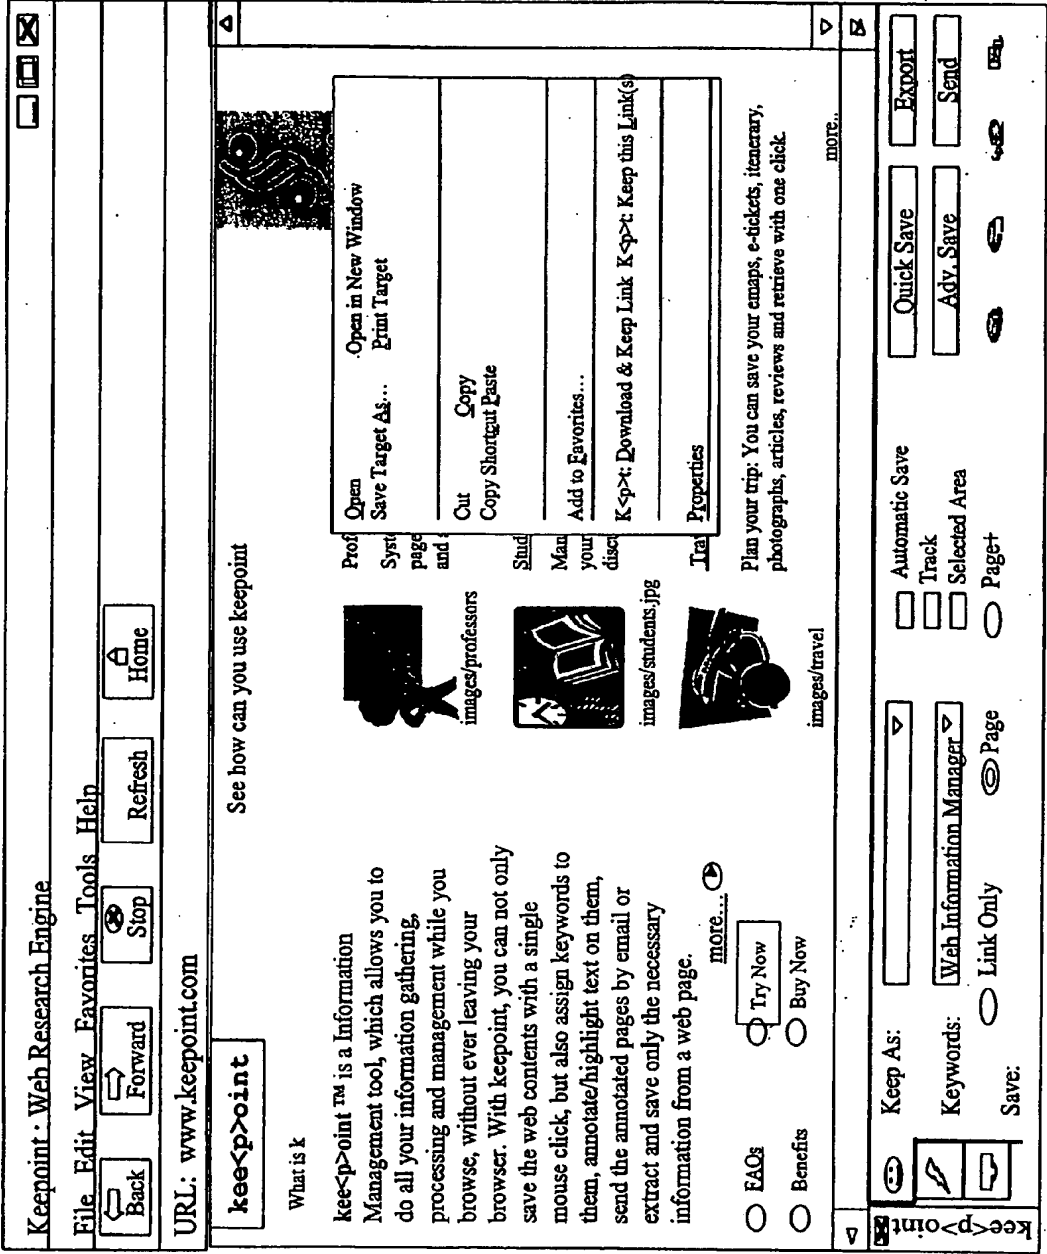 Keepoint · Web Research Engine
File Edit View Favorites Tools Help
Back
Forward
Stop
Refresh
Home
URL: www.keepoint.com
kee<p>oint
See how can you use keepoint
What is k
kee<p>oint ™ is a Information
Management tool, which allows you to
do all your information gathering,
processing and management while you
browse, without ever leaving your
browser. With keepoint, you can not only
save the web contents with a single
mouse click, but also assign keywords to
them, annotate/highlight text on them,
send the annotated pages by email or
extract and save only the necessary
information from a web page.
more...
FAQs
Try Now
Benefits
Buy Now
images/professors
images/students.jpg
images/travel
Prof
Syst
page
and a
Stud
Man
your
discu
Trav
Open Open in New Window
Save Target As... Print Target
Cut Copy
Copy Shortcut Paste
Add to Favorites...
K<p>t: Download & Keep Link K<p>t: Keep this Link(s)
Properties
Plan your trip: You can save your emaps, e-tickets, itenerary,
photographs, articles, reviews and retrieve with one click.
more..
kee<p>oint
Keep As:
Automatic Save
Quick Save
Export
Track
Keywords:
Web Information Manager
Selected Area
Adv. Save
Send
Save:
Link Only
Page
Page+